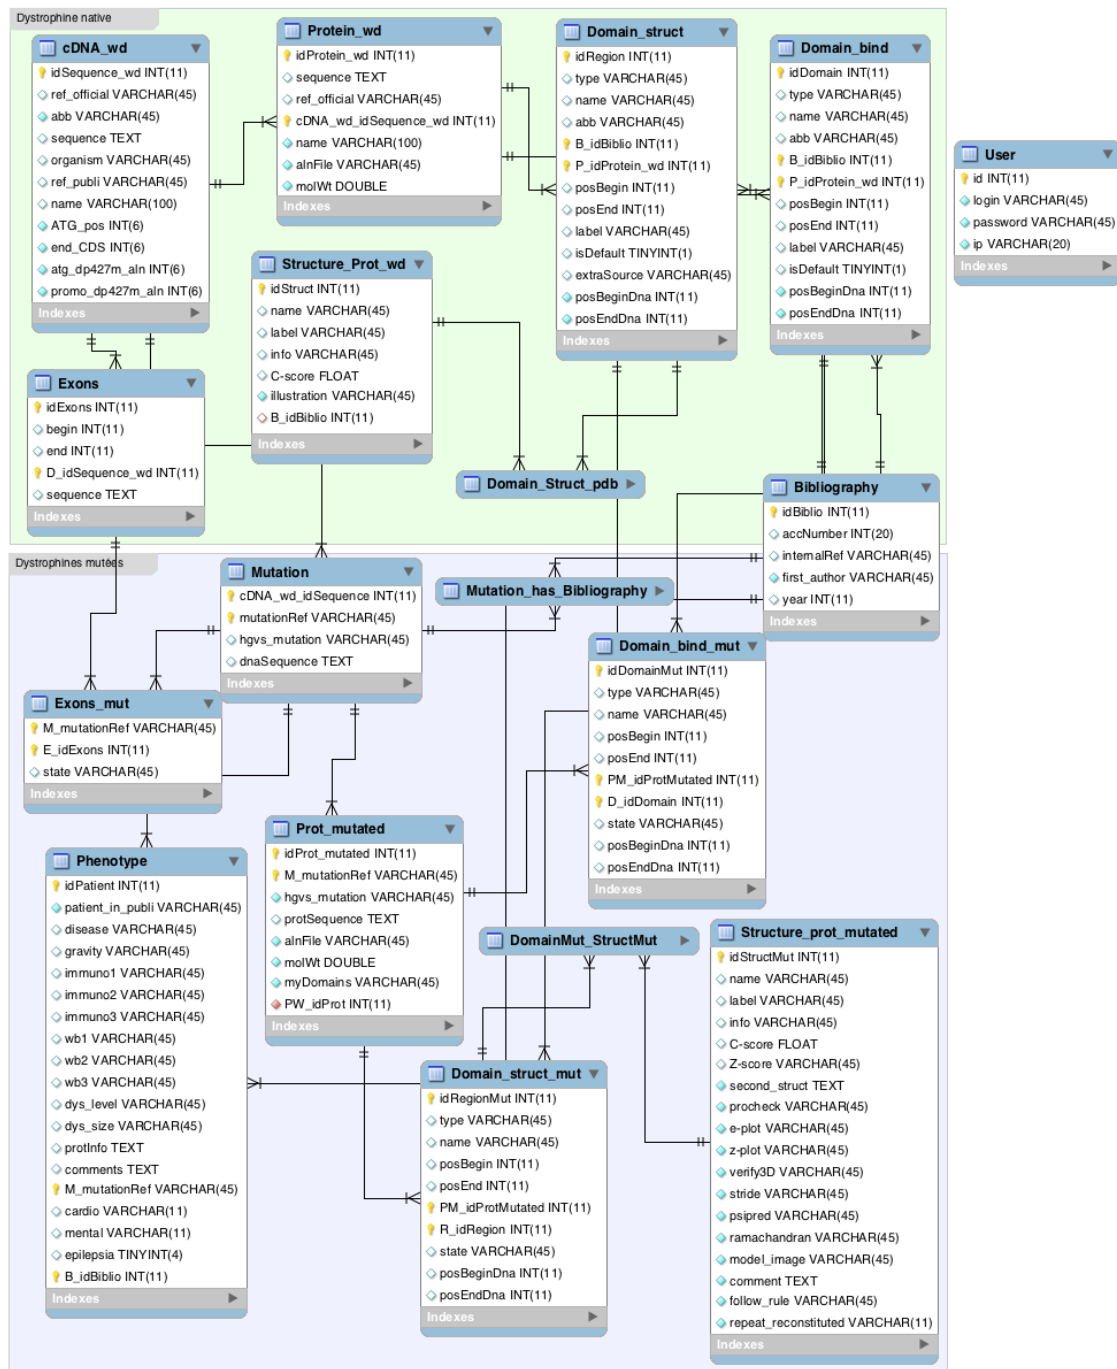 Dystrophine native
cDNA_wd
idSequence_wd INT(11)
ref_official VARCHAR(45)
abb VARCHAR(45)
sequence TEXT
organism VARCHAR(45)
ref_publi VARCHAR(45)
name VARCHAR(100)
ATG_pos INT(6)
end_CDS INT(6)
atg_dp427m_aln INT(6)
promo_dp427m_aln INT(6)
Indexes
Protein_wd
idProtein_wd INT(11)
sequence TEXT
ref_official VARCHAR(45)
cDNA_wd_idSequence_wd INT(11)
name VARCHAR(100)
alnFile VARCHAR(45)
molWt DOUBLE
Indexes
Domain_struct
idRegion INT(11)
type VARCHAR(45)
name VARCHAR(45)
abb VARCHAR(45)
B_idBiblio INT(11)
P_idProtein_wd INT(11)
posBegin INT(11)
posEnd INT(11)
label VARCHAR(45)
isDefault TINYINT(1)
extraSource VARCHAR(45)
posBeginDna INT(11)
posEndDna INT(11)
Indexes
Domain_bind
idDomain INT(11)
type VARCHAR(45)
name VARCHAR(45)
abb VARCHAR(45)
B_idBiblio INT(11)
P_idProtein_wd INT(11)
posBegin INT(11)
posEnd INT(11)
label VARCHAR(45)
isDefault TINYINT(1)
posBeginDna INT(11)
posEndDna INT(11)
Indexes
User
id INT(11)
login VARCHAR(45)
password VARCHAR(45)
ip VARCHAR(20)
Indexes
Structure_Prot_wd
idStruct INT(11)
name VARCHAR(45)
label VARCHAR(45)
info VARCHAR(45)
C-score FLOAT
illustration VARCHAR(45)
B_idBiblio INT(11)
Indexes
Exons
idExons INT(11)
begin INT(11)
end INT(11)
D_idSequence_wd INT(11)
sequence TEXT
Indexes
Domain_Struct_pdb
Bibliography
idBiblio INT(11)
accNumber INT(20)
internalRef VARCHAR(45)
first_author VARCHAR(45)
year INT(11)
Indexes
Dystrophines mutées
Mutation
cDNA_wd_idSequence INT(11)
mutationRef VARCHAR(45)
hgvs_mutation VARCHAR(45)
dnaSequence TEXT
Indexes
Mutation_has_Bibliography
Domain_bind_mut
idDomainMut INT(11)
type VARCHAR(45)
name VARCHAR(45)
posBegin INT(11)
posEnd INT(11)
PM_idProtMutated INT(11)
D_idDomain INT(11)
state VARCHAR(45)
posBeginDna INT(11)
posEndDna INT(11)
Indexes
Exons_mut
M_mutationRef VARCHAR(45)
E_idExons INT(11)
state VARCHAR(45)
Indexes
Phenotype
idPatient INT(11)
patient_in_publi VARCHAR(45)
disease VARCHAR(45)
gravity VARCHAR(45)
immuno1 VARCHAR(45)
immuno2 VARCHAR(45)
immuno3 VARCHAR(45)
wb1 VARCHAR(45)
wb2 VARCHAR(45)
wb3 VARCHAR(45)
dys_level VARCHAR(45)
dys_size VARCHAR(45)
protInfo TEXT
comments TEXT
M_mutationRef VARCHAR(45)
cardio VARCHAR(11)
mental VARCHAR(11)
epilepsia TINYINT(4)
B_idBiblio INT(11)
Indexes
Prot_mutated
idProt_mutated INT(11)
M_mutationRef VARCHAR(45)
hgvs_mutation VARCHAR(45)
protSequence TEXT
alnFile VARCHAR(45)
molWt DOUBLE
myDomains VARCHAR(45)
PW_idProt INT(11)
Indexes
DomainMut_StructMut
Domain_struct_mut
idRegionMut INT(11)
type VARCHAR(45)
name VARCHAR(45)
posBegin INT(11)
posEnd INT(11)
PM_idProtMutated INT(11)
R_idRegion INT(11)
state VARCHAR(45)
posBeginDna INT(11)
posEndDna INT(11)
Indexes
Structure_prot_mutated
idStructMut INT(11)
name VARCHAR(45)
label VARCHAR(45)
info VARCHAR(45)
C-score FLOAT
Z-score VARCHAR(45)
second_struct TEXT
procheck VARCHAR(45)
e-plot VARCHAR(45)
z-plot VARCHAR(45)
verify3D VARCHAR(45)
stride VARCHAR(45)
psipred VARCHAR(45)
ramachandran VARCHAR(45)
model_image VARCHAR(45)
comment TEXT
follow_rule VARCHAR(45)
repeat_reconstituted VARCHAR(11)
Indexes